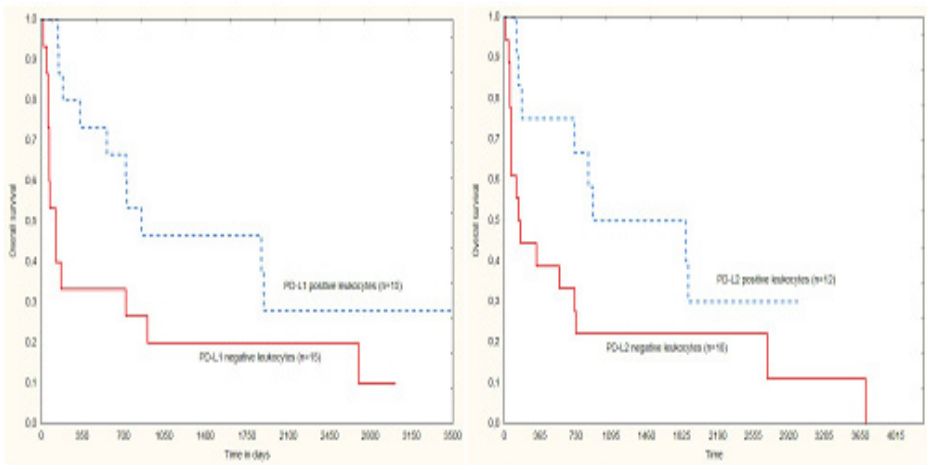 1,0
0,9
0,8
0,7
0,6
0,5
0,4
0,3
0,2
0,1
0,0
Overall survival
PD-L1 positive leukocytes (n=15)
PD-L1 negative leukocytes (n=15)
0 350 700 1050 1400 1750 2100 2450 2800 3150 3500
Time in days
1,0
0,9
0,8
0,7
0,6
0,5
0,4
0,3
0,2
0,1
0,0
Overall survival
PD-L2 positive leukocytes (n=12)
PD-L2 negative leukocytes (n=18)
0 365 730 1095 1460 1825 2190 2555 2920 3285 3650 4015
Time